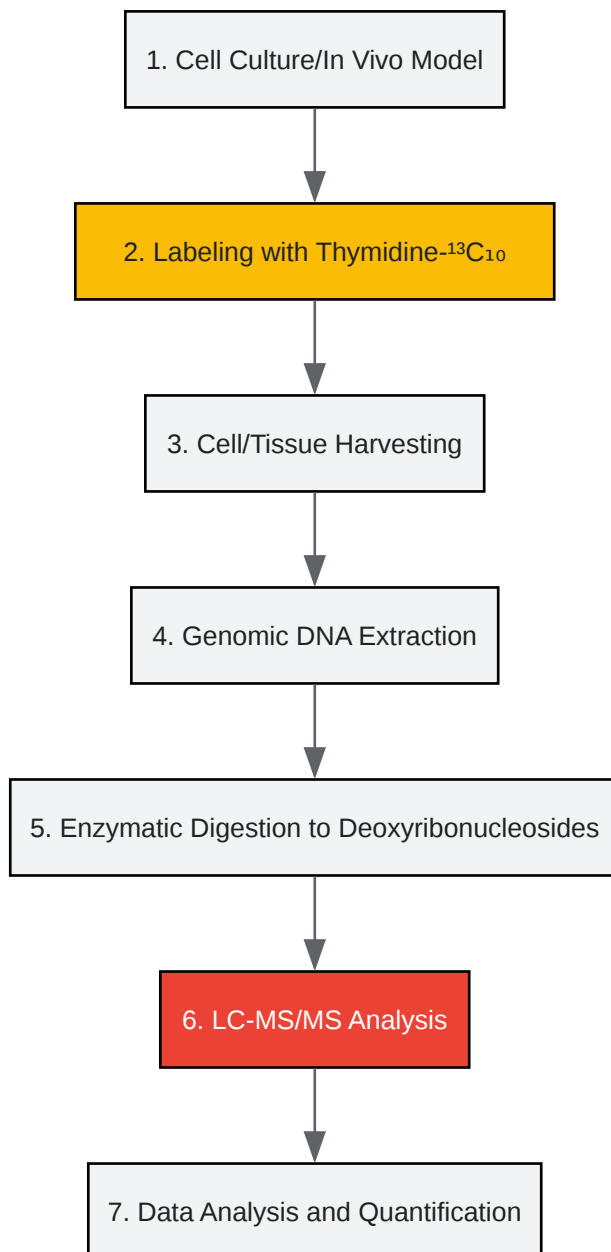 1. Cell Culture/In Vivo Model
2. Labeling with Thymidine-¹³C₁₀
3. Cell/Tissue Harvesting
4. Genomic DNA Extraction
5. Enzymatic Digestion to Deoxyribonucleosides
6. LC-MS/MS Analysis
7. Data Analysis and Quantification